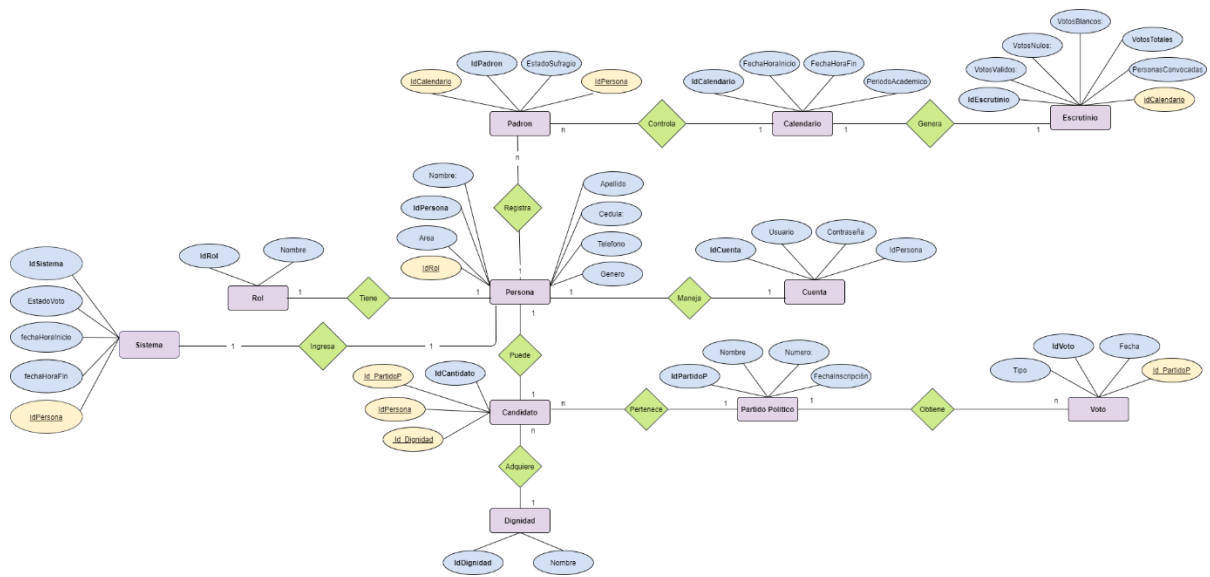 VotosBlancos:
VotosNulos:
VotosTotales
IdPadron
EstadoSufragio
FechaHoraInicio
FechaHoraFin
VotosValidos:
PersonasConvocadas
IdCalendario
IdPersona
IdCalendario
PeriodoAcademico
IdEscrutinio
idCalendario
Padron
n
Controla
1
Calendario
1
Genera
1
Escrutinio
n
Nombre:
Apellido
IdPersona
Registra
Cedula:
Area
Telefono
IdRol
Genero
1
Usuario
Contraseña
IdCuenta
IdPersona
IdRol
Nombre
IdSistema
Rol
1
Tiene
1
Persona
1
Maneja
1
Cuenta
EstadoVoto
fechaHoraInicio
fechaHoraFin
IdPersona
Sistema
1
Ingresa
1
1
Puede
1
Id_PartidoP
IdCantidato
IdPersona
Id_Dignidad
Nombre
Numero:
IdPartidoP
FechaInscripción
IdVoto
Fecha
Tipo
Id_PartidoP
Candidato
n
Pertenece
1
Partido Político
1
Obtiene
n
Voto
n
Adquiere
1
Dignidad
IdDignidad
Nombre